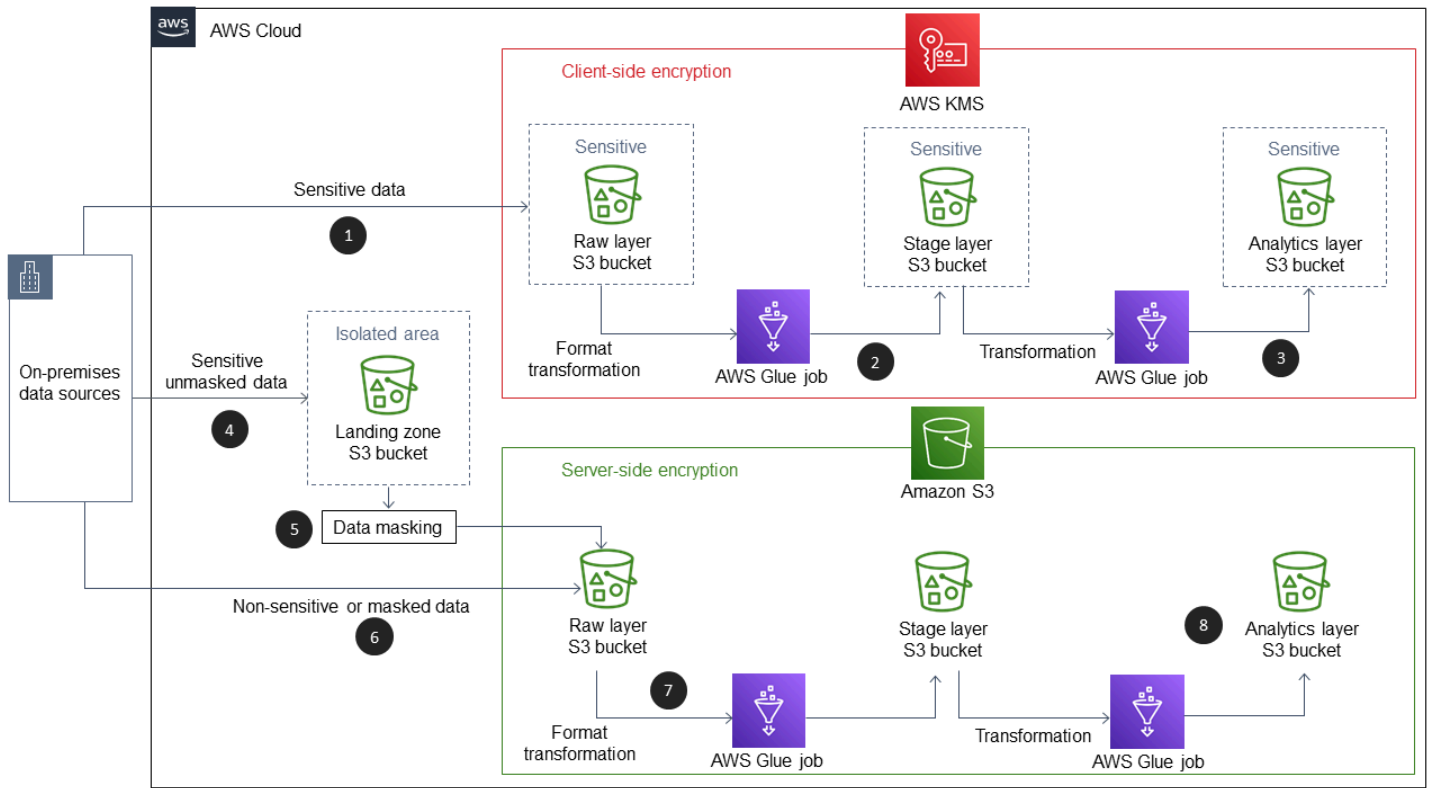 aws
AWS Cloud
Client-side encryption
AWS KMS
Sensitive
Raw layer
S3 bucket
Sensitive
Stage layer
S3 bucket
Sensitive
Analytics layer
S3 bucket
Sensitive data
1
Format
transformation
AWS Glue job
2
Transformation
AWS Glue job
3
On-premises
data sources
Sensitive
unmasked data
4
Isolated area
Landing zone
S3 bucket
5
Data masking
Non-sensitive or masked data
6
Server-side encryption
Amazon S3
Raw layer
S3 bucket
Stage layer
S3 bucket
8
Analytics layer
S3 bucket
7
Format
transformation
AWS Glue job
Transformation
AWS Glue job